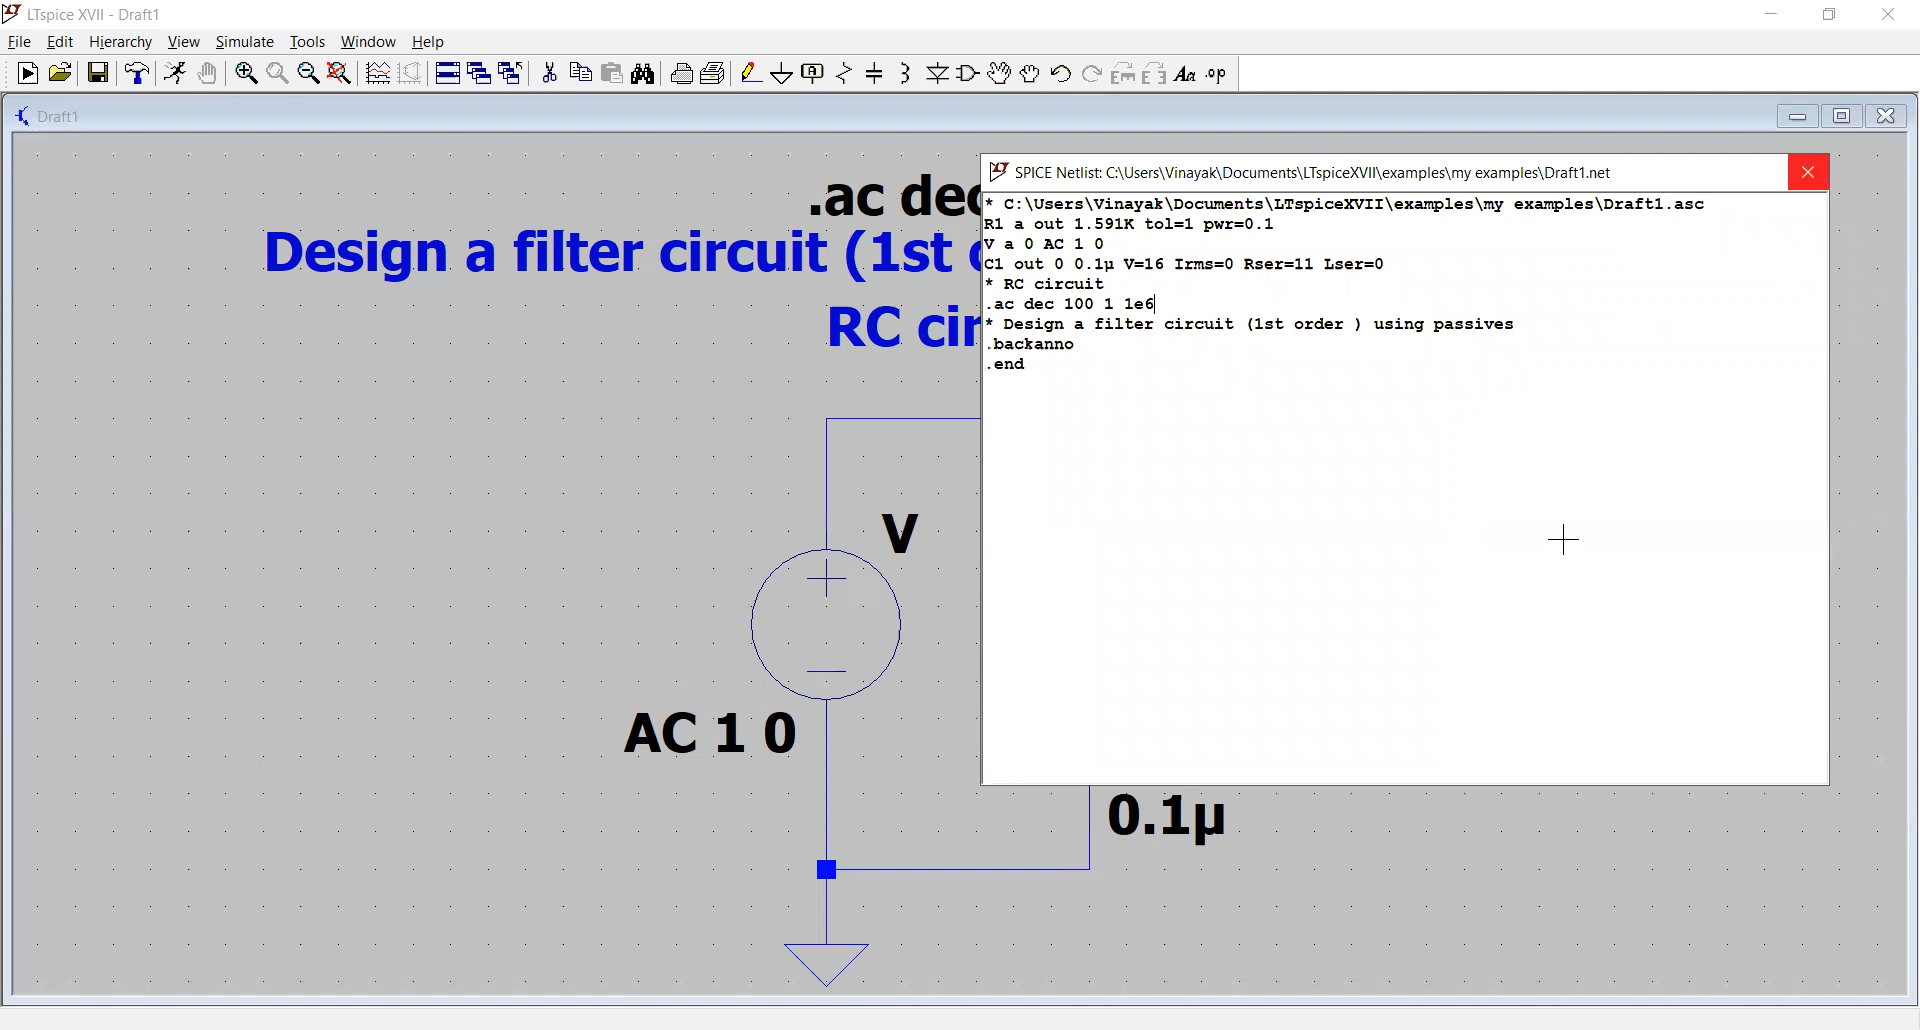 LTspice XVII - Draft1
File Edit Hierarchy View Simulate Tools Window Help
Aa .op
Draft1
.ac dec
Design a filter circuit (1st
RC cir
V
AC 1 0
0.1µ
SPICE Netlist: C:\Users\Vinayak\Documents\LTspiceXVII\examples\my examples\Draft1.net
* C:\Users\Vinayak\Documents\LTspiceXVII\examples\my examples\Draft1.asc
R1 a out 1.591K tol=1 pwr=0.1
V a 0 AC 1 0
C1 out 0 0.1µ V=16 Irms=0 Rser=11 Lser=0
* RC circuit
.ac dec 100 1 1e6
* Design a filter circuit (1st order ) using passives
.backanno
.end